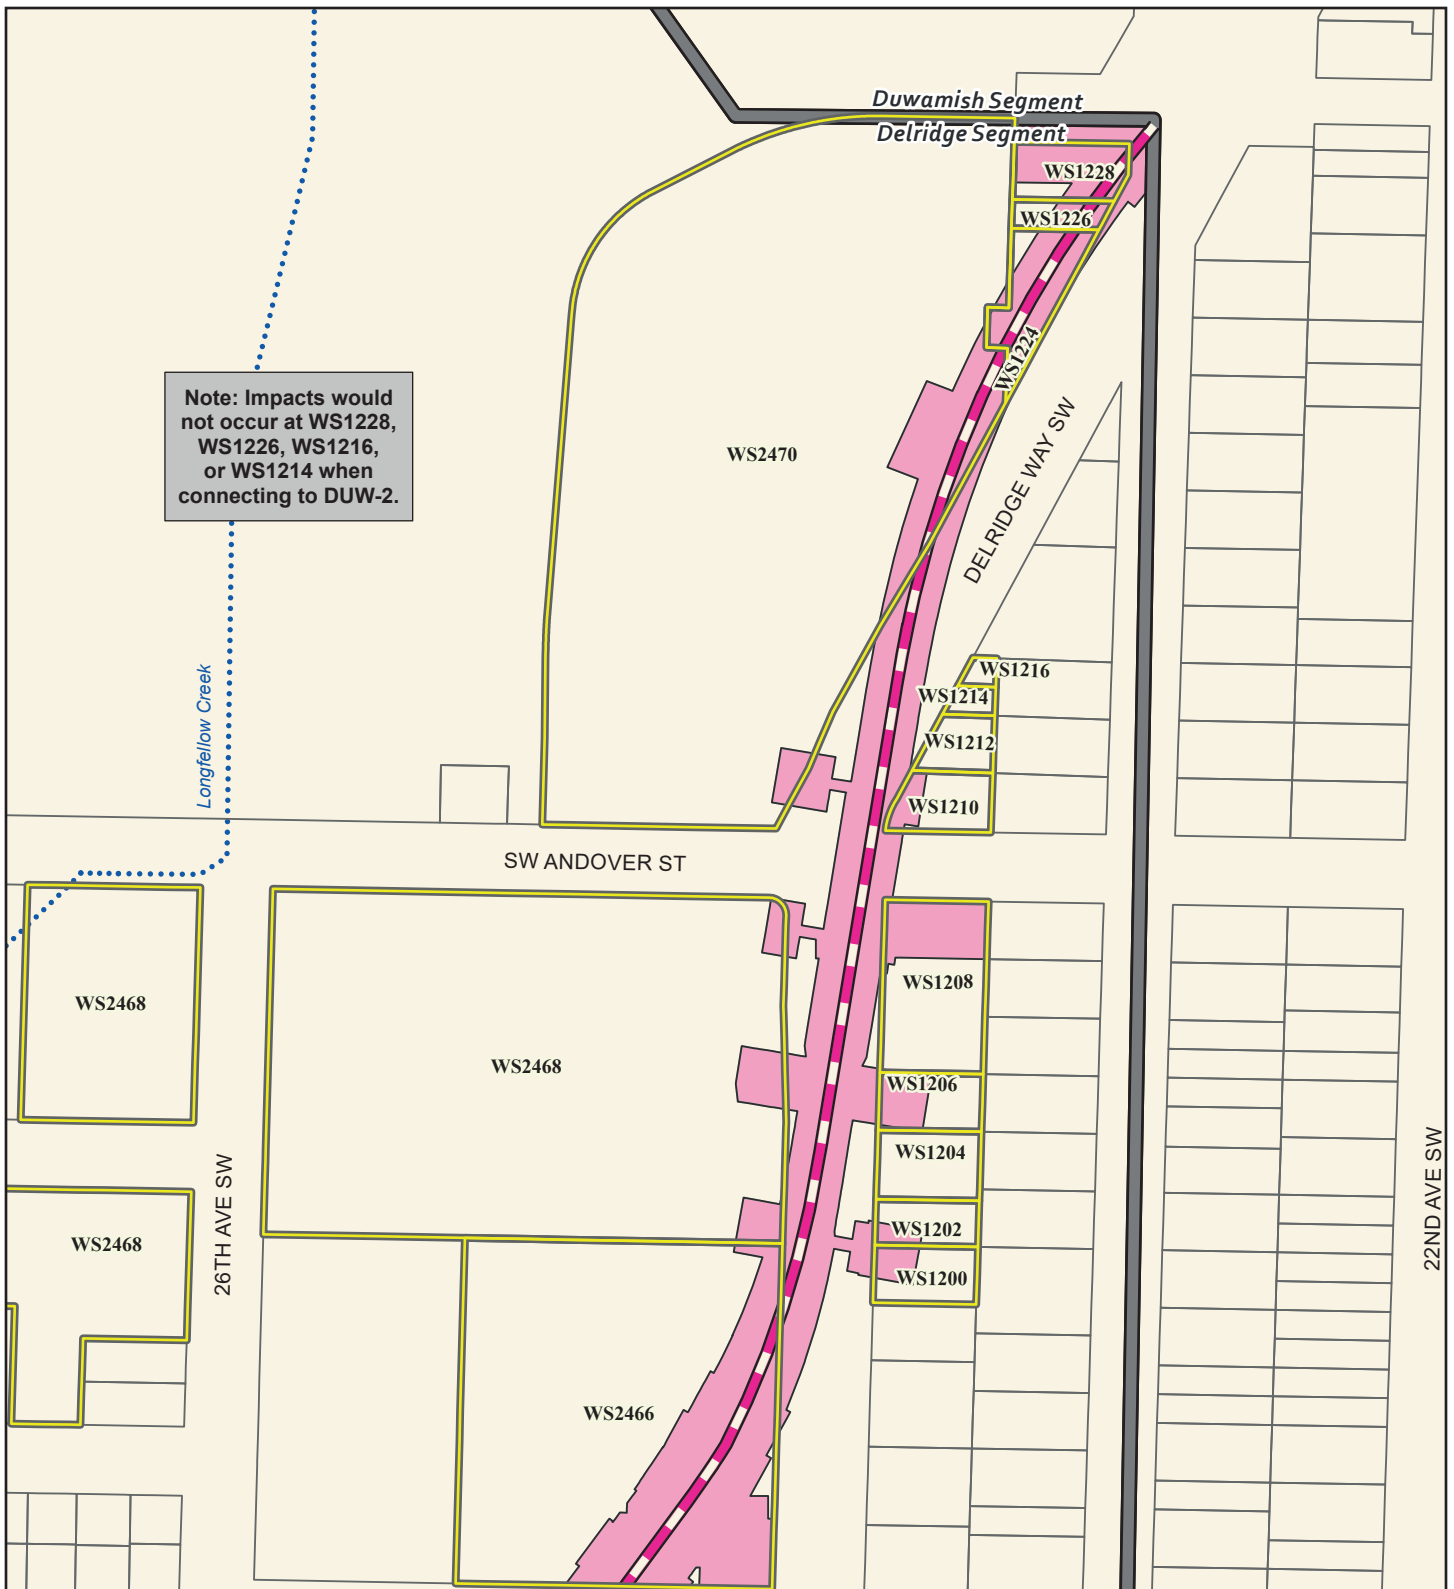 Duwamish Segment
Delridge Segment
WS1228
WS1226
WS1224
Note: Impacts would
not occur at WS1228,
WS1226, WS1216,
or WS1214 when
connecting to DUW-2.
WS2470
DELRIDGE WAY SW
Longfellow Creek
WS1216
WS1214
WS1212
WS1210
SW ANDOVER ST
WS2468
WS2468
WS1208
WS1206
WS1204
WS1202
WS1200
WS2468
26TH AVE SW
22ND AVE SW
WS2466